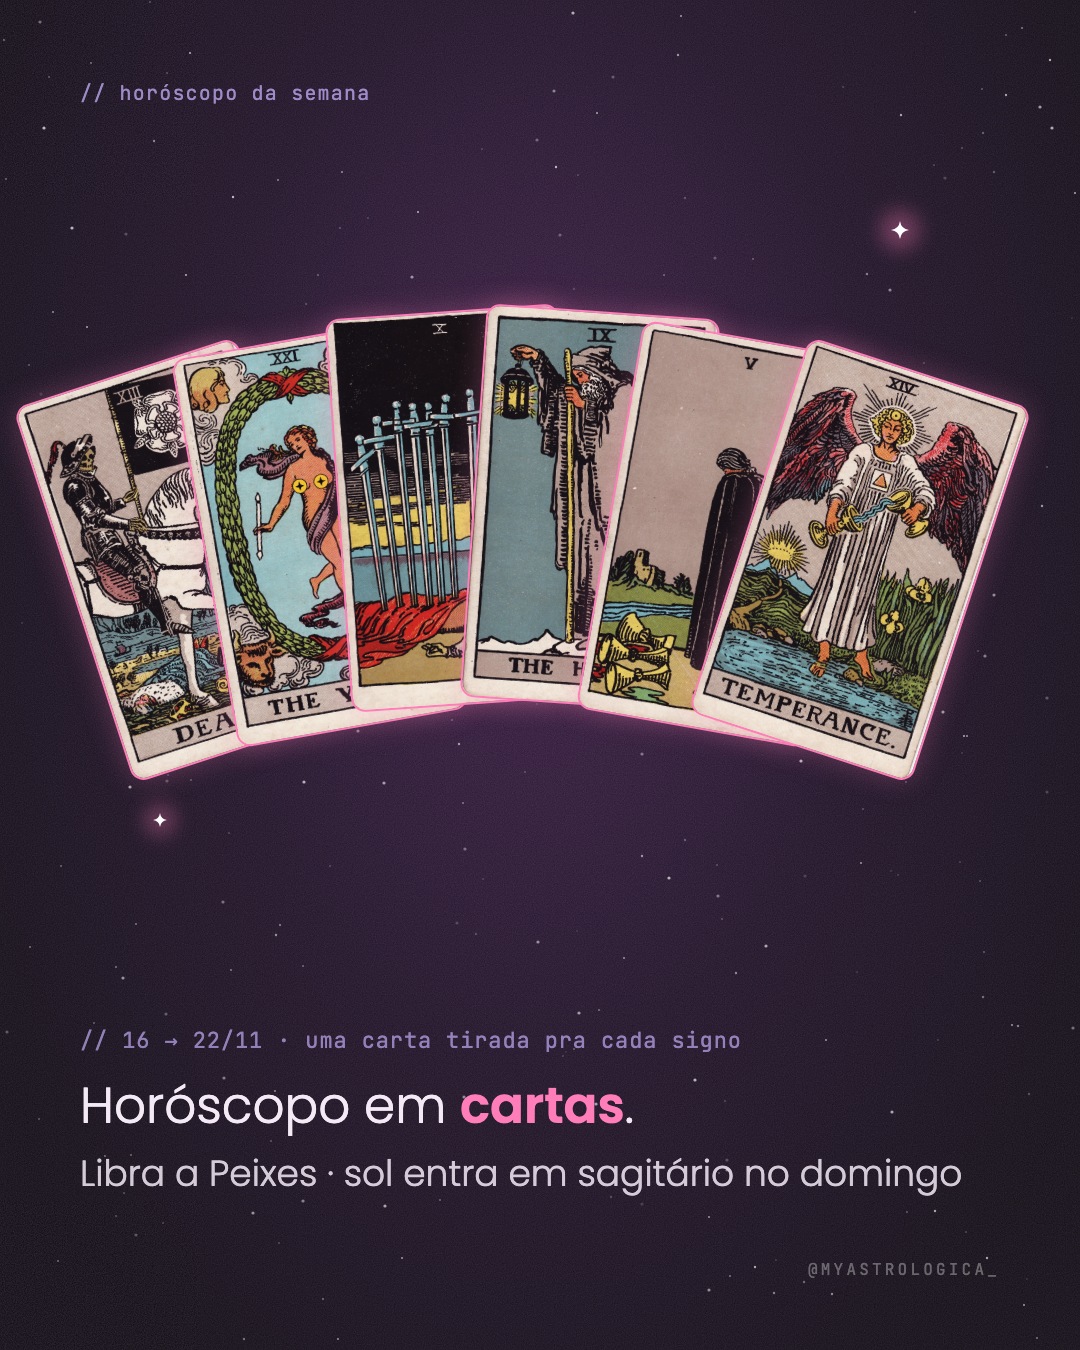 // horóscopo da semana
XIII
XXI
X
IX
V
XIV
THE
THE
TEMPERANCE.
// 16 → 22/11 · uma carta tirada pra cada signo
Horóscopo em cartas.
Libra a Peixes · sol entra em sagitário no domingo
@MYASTROLOGICA_